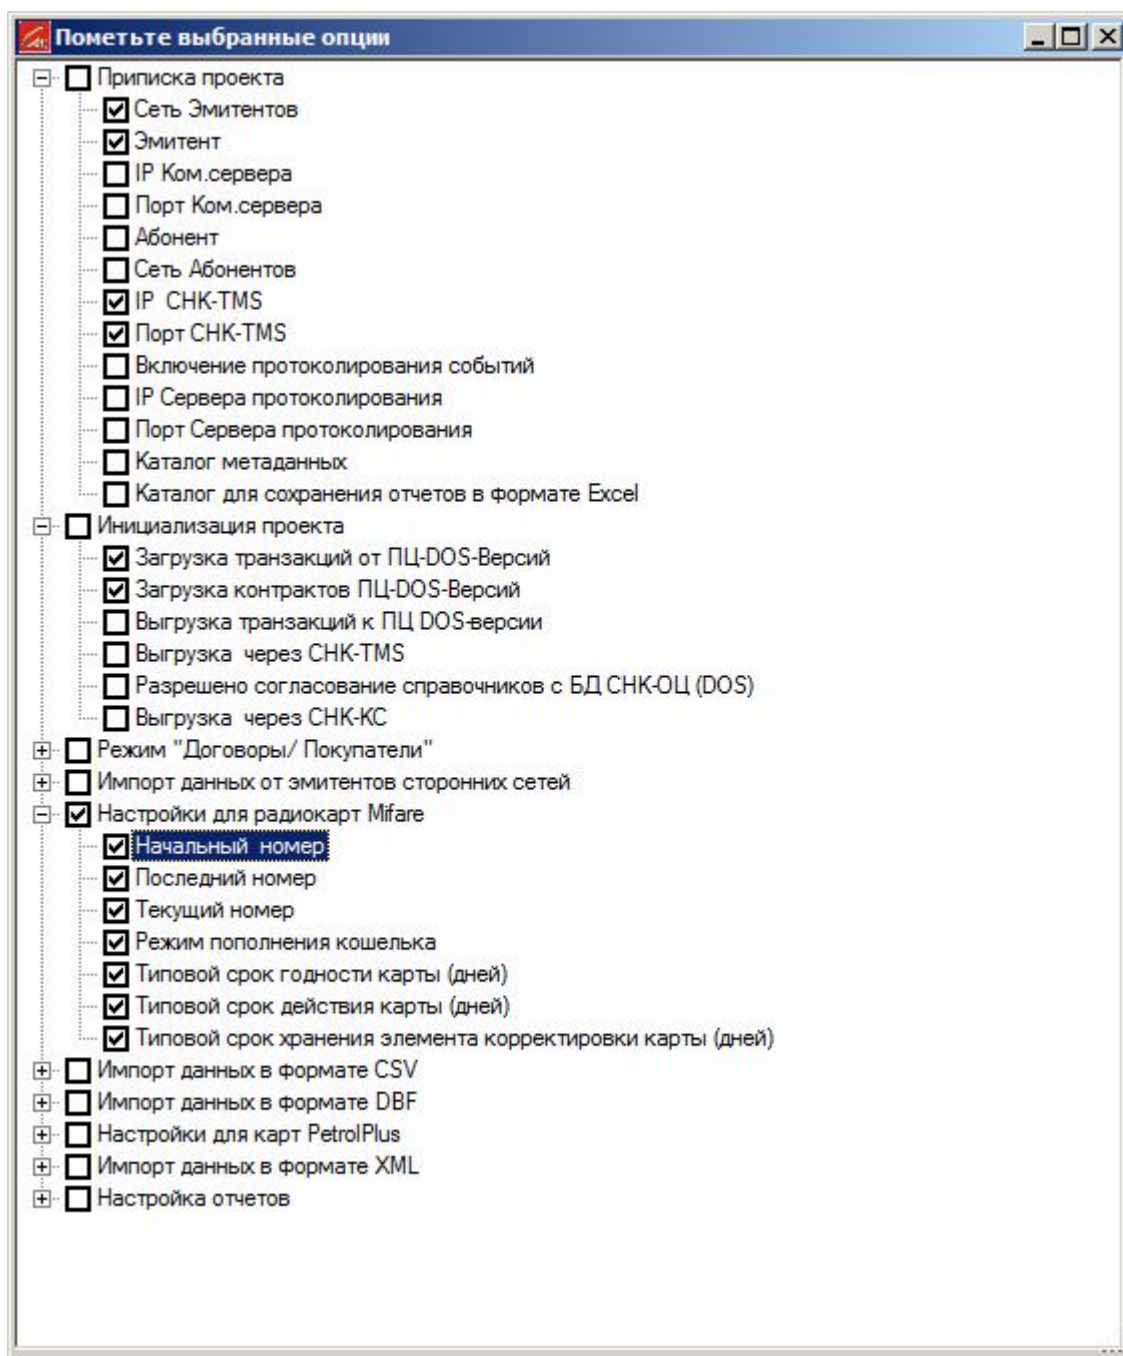 Пометьте выбранные опции
Приписка проекта
Сеть Эмитентов
Эмитент
IP Ком.сервера
Порт Ком.сервера
Абонент
Сеть Абонентов
IP СНК-TMS
Порт СНК-TMS
Включение протоколирования событий
IP Сервера протоколирования
Порт Сервера протоколирования
Каталог метаданных
Каталог для сохранения отчетов в формате Excel
Инициализация проекта
Загрузка транзакций от ПЦ-DOS-Версий
Загрузка контрактов ПЦ-DOS-Версий
Выгрузка транзакций к ПЦ DOS-версии
Выгрузка через СНК-TMS
Разрешено согласование справочников с БД СНК-ОЦ (DOS)
Выгрузка через СНК-КС
Режим "Договоры/ Покупатели"
Импорт данных от эмитентов сторонних сетей
Настройки для радиокарт Mifare
Начальный номер
Последний номер
Текущий номер
Режим пополнения кошелька
Типовой срок годности карты (дней)
Типовой срок действия карты (дней)
Типовой срок хранения элемента корректировки карты (дней)
Импорт данных в формате CSV
Импорт данных в формате DBF
Настройки для карт PetrolPlus
Импорт данных в формате XML
Настройка отчетов